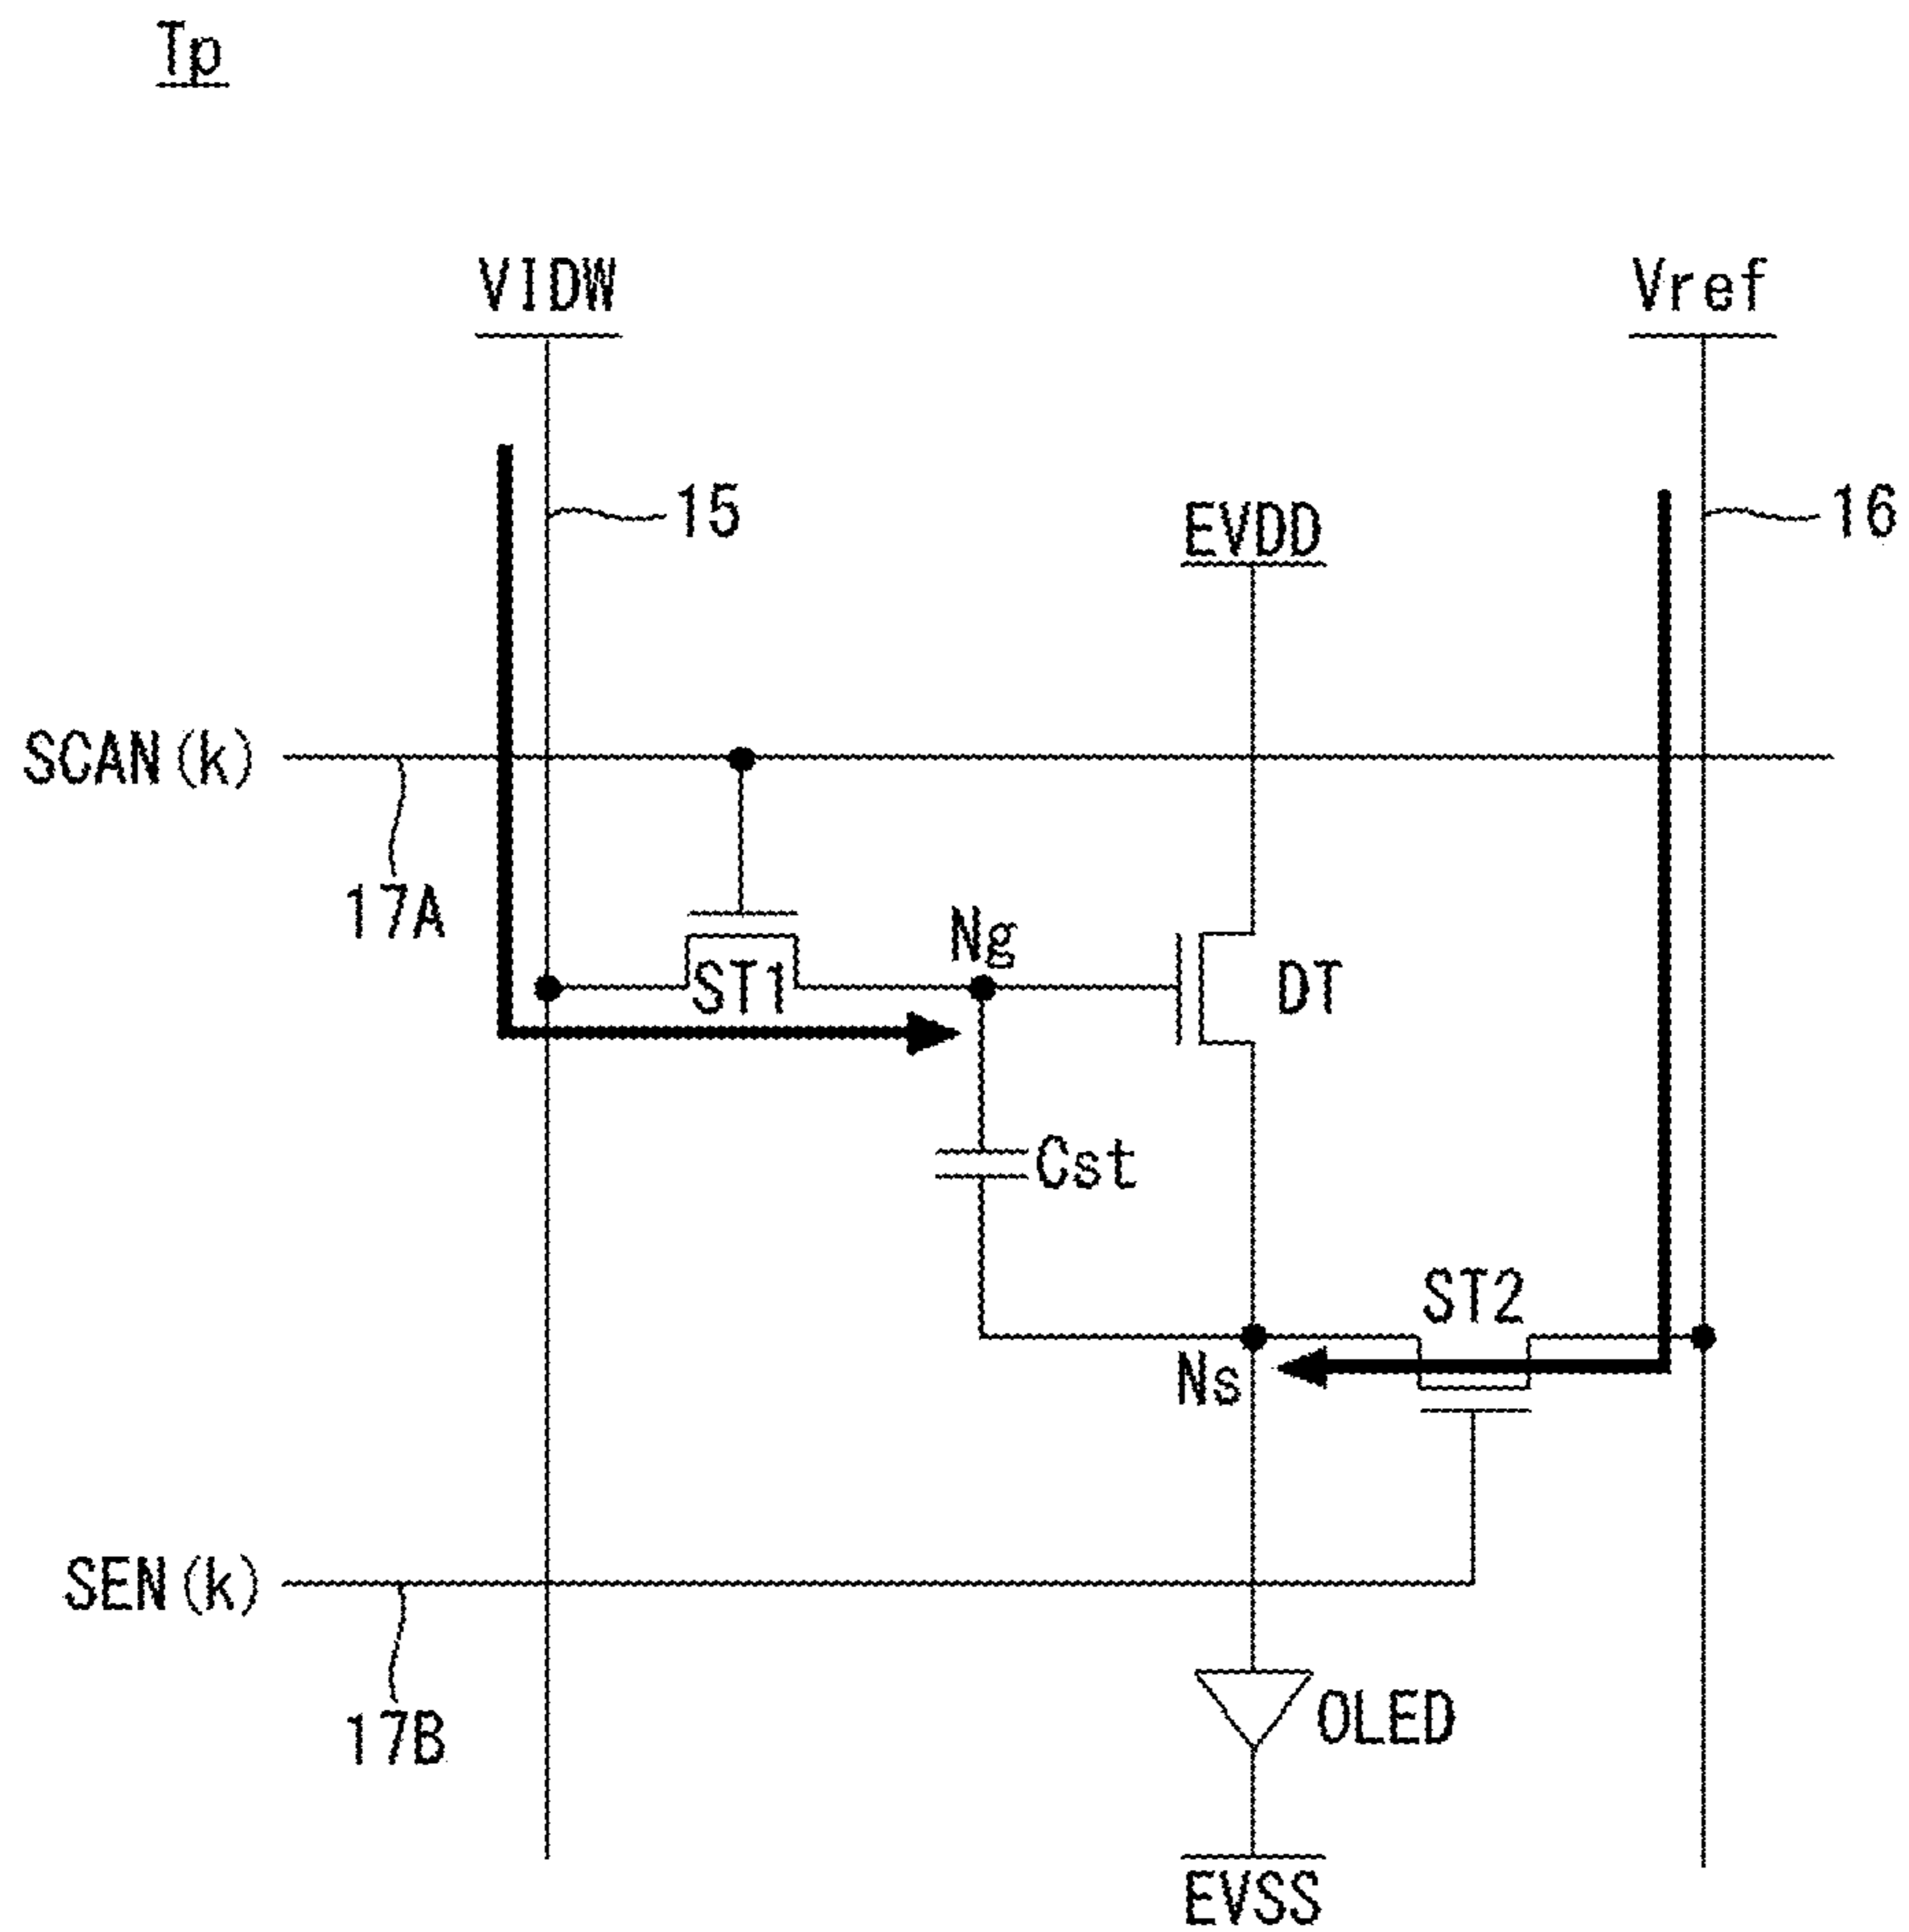 Tp
VIDW
Vref
15
16
EVDD
SCAN(k)
17A
Ng
ST1
DT
Cst
ST2
Ns
SEN(k)
17B
OLED
EVSS